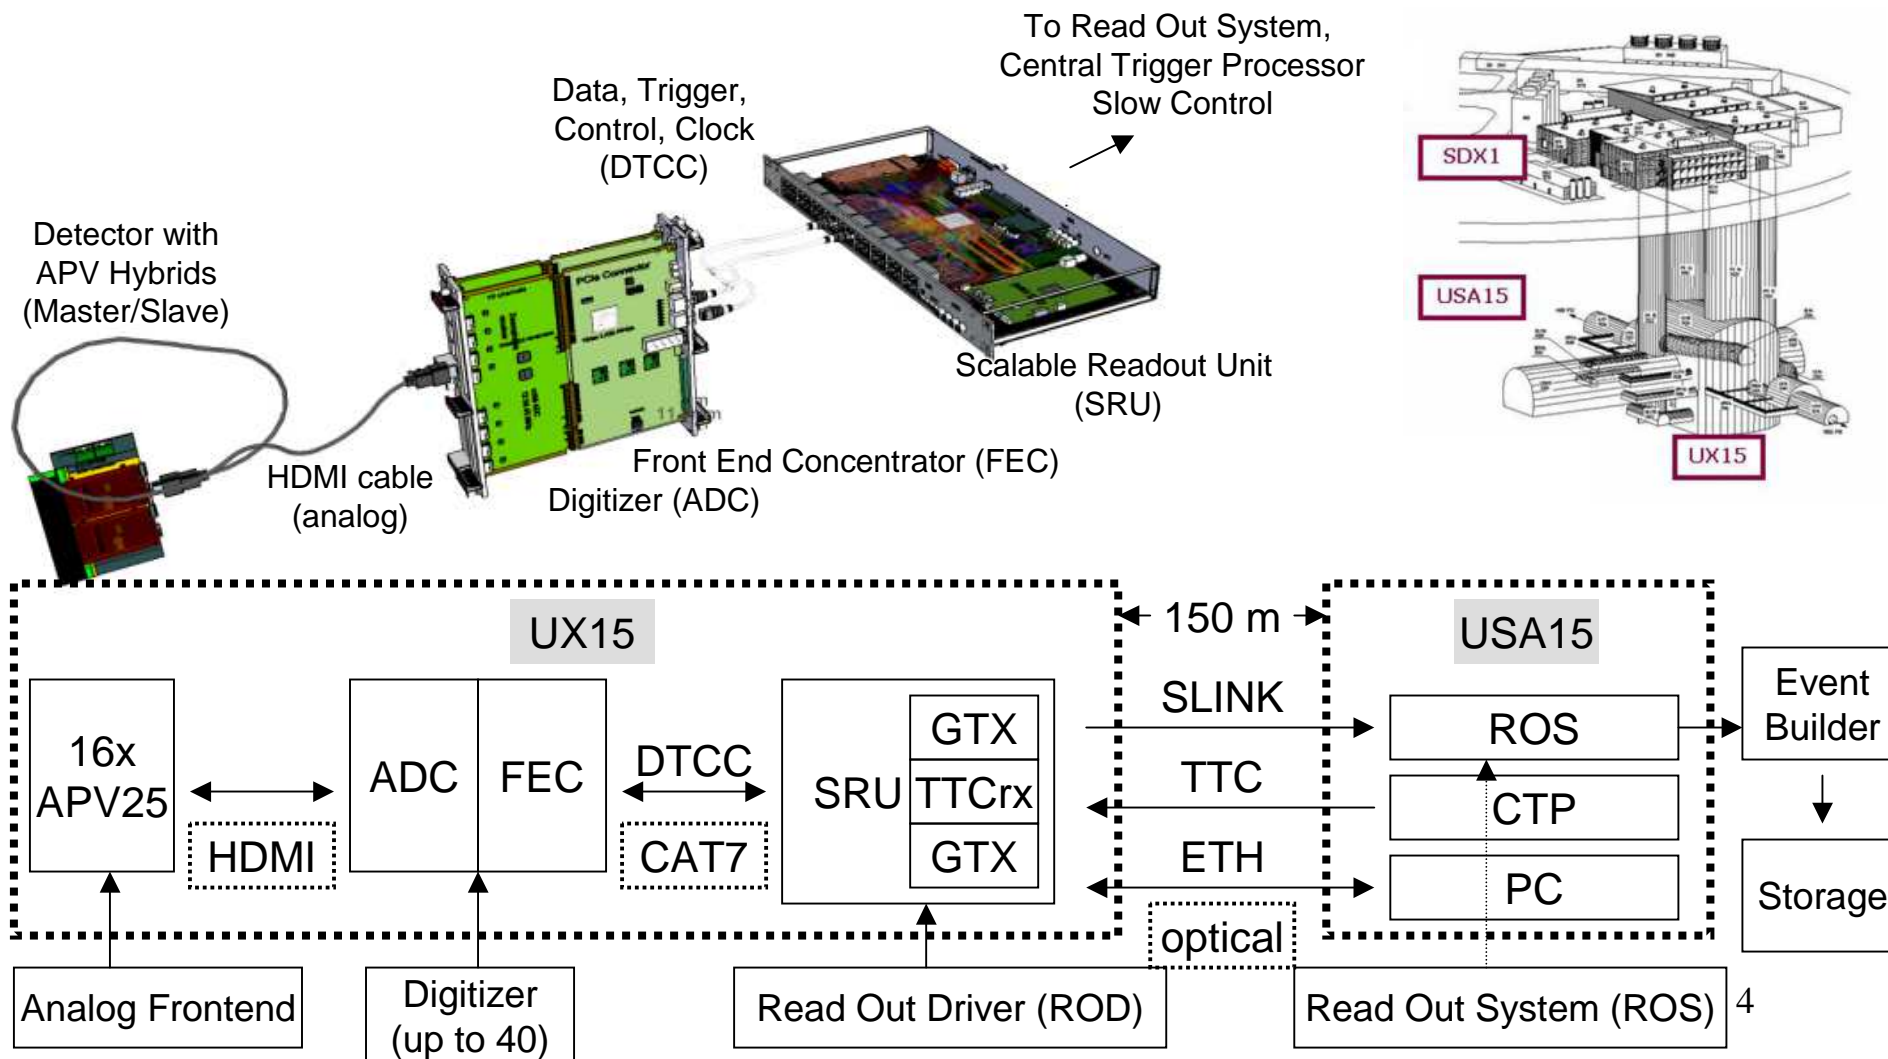 To Read Out System,
Central Trigger Processor
Slow Control
Data, Trigger,
Control, Clock
(DTCC)
SDX1
Detector with
APV Hybrids
(Master/Slave)
PCIe Connector
USA15
Scalable Readout Unit
(SRU)
UX15
Front End Concentrator (FEC)
HDMI cable
(analog)
Digitizer (ADC)
UX15
150 m
USA15
SLINK
GTX
ROS
Event
Builder
16x
APV25
ADC
FEC
DTCC
SRU
TTCrx
TTC
CTP
HDMI
CAT7
GTX
ETH
PC
Storage
optical
Analog Frontend
Digitizer
(up to 40)
Read Out Driver (ROD)
Read Out System (ROS)
4